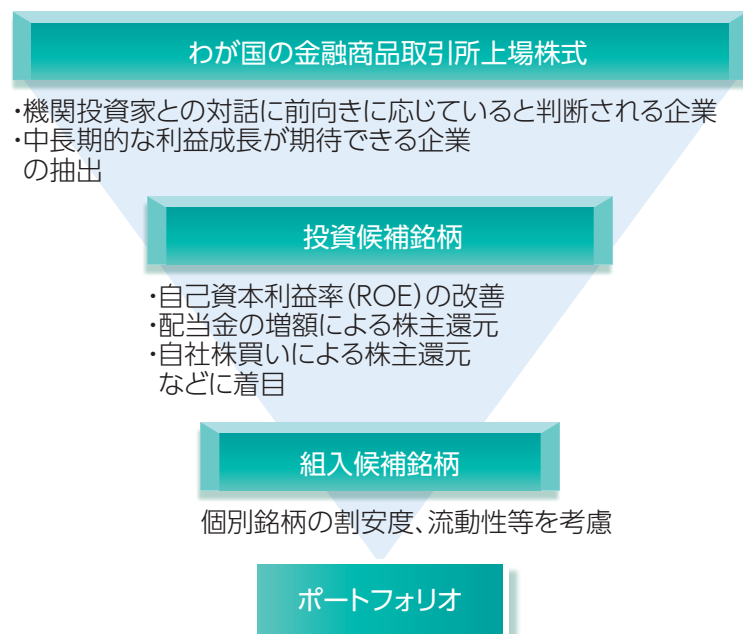 わが国の金融商品取引所上場株式
・機関投資家との対話に前向きに応じていると判断される企業
・中長期的な利益成長が期待できる企業
の抽出
投資候補銘柄
・自己資本利益率(ROE)の改善
・配当金の増額による株主還元
・自社株買いによる株主還元
などに着目
組入候補銘柄
個別銘柄の割安度、流動性等を考慮
ポートフォリオ